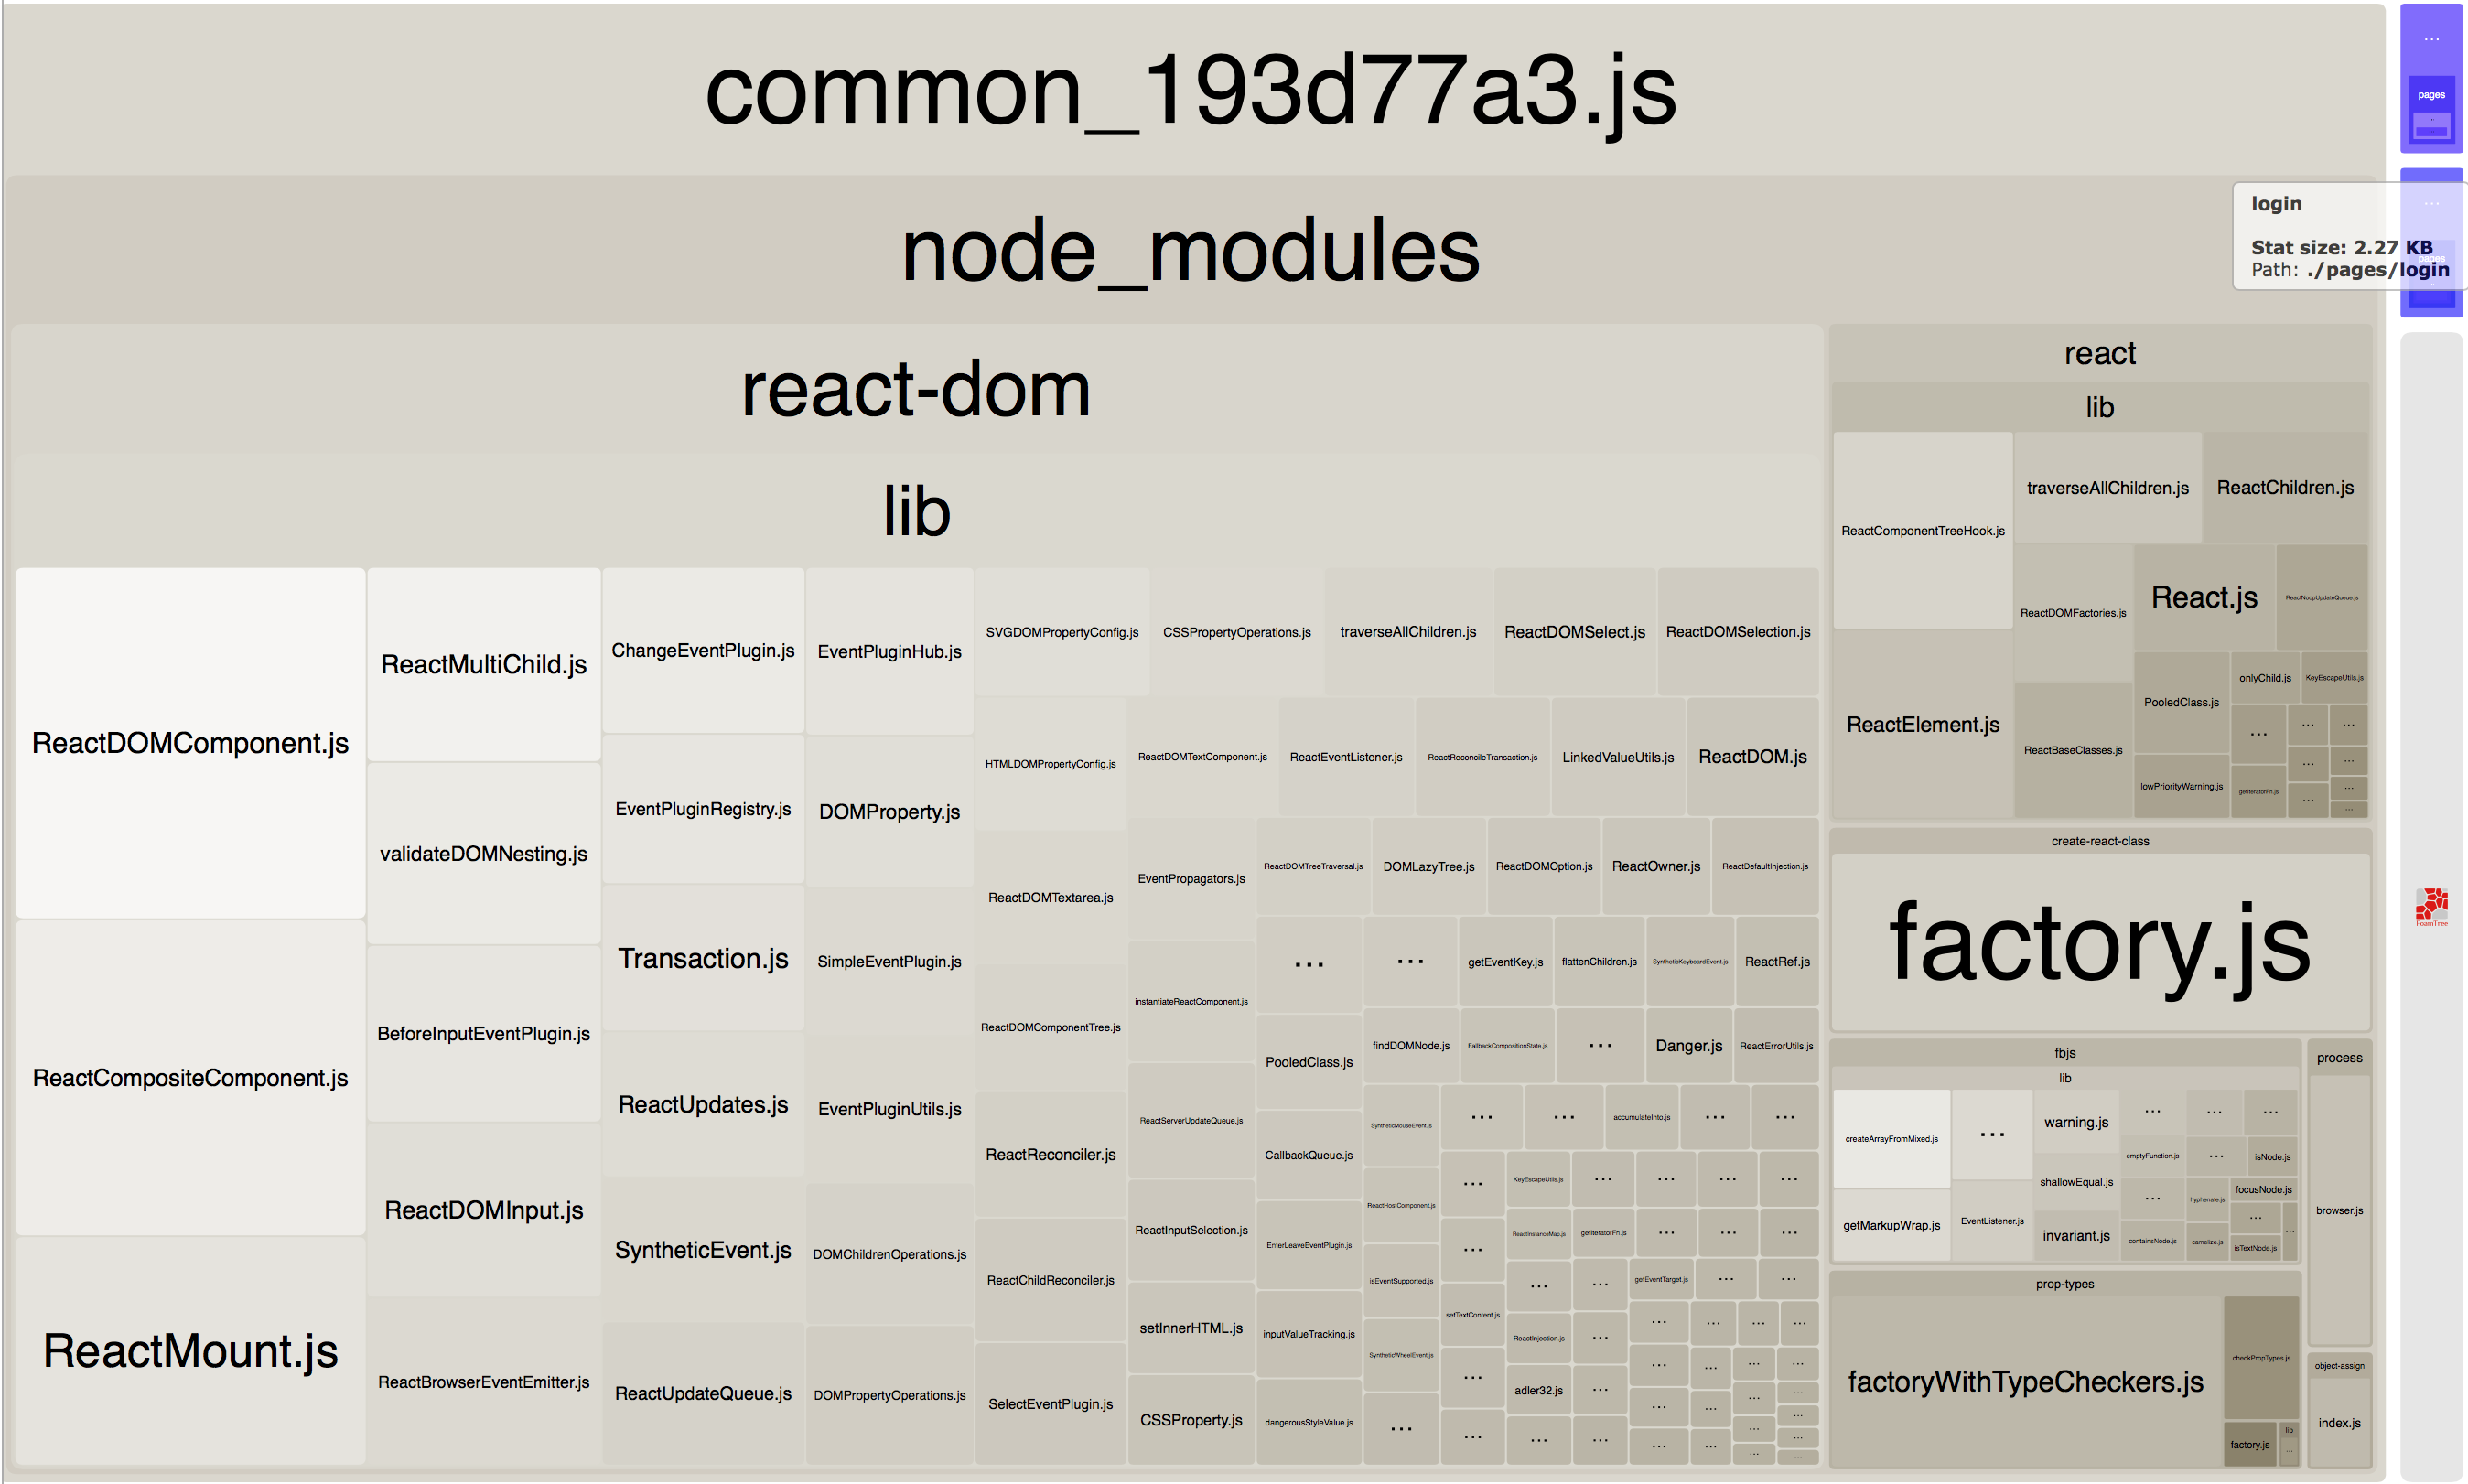 common_193d77a3.js
node_modules
react-dom
lib
ReactDOMComponent.js
ReactCompositeComponent.js
ReactMount.js
ReactMultiChild.js
validateDOMNesting.js
BeforeInputEventPlugin.js
ReactDOMInput.js
ReactBrowserEventEmitter.js
ChangeEventPlugin.js
EventPluginRegistry.js
Transaction.js
ReactUpdates.js
SyntheticEvent.js
ReactUpdateQueue.js
EventPluginHub.js
DOMProperty.js
SimpleEventPlugin.js
EventPluginUtils.js
DOMChildrenOperations.js
DOMPropertyOperations.js
SVGDOMPropertyConfig.js
CSSPropertyOperations.js
traverseAllChildren.js
ReactDOMSelect.js
ReactDOMSelection.js
HTMLDOMPropertyConfig.js
ReactDOMTextarea.js
ReactDOMComponentTree.js
ReactReconciler.js
ReactChildReconciler.js
SelectEventPlugin.js
ReactDOMTextComponent.js
ReactEventListener.js
ReactReconcileTransaction.js
LinkedValueUtils.js
ReactDOM.js
EventPropagators.js
instantiateReactComponent.js
ReactServerUpdateQueue.js
ReactInputSelection.js
setInnerHTML.js
CSSProperty.js
ReactDOMTreeTraversal.js
DOMLazyTree.js
ReactDOMOption.js
ReactOwner.js
ReactDefaultInjection.js
...
...
getEventKey.js
flattenChildren.js
SyntheticKeyboardEvent.js
ReactRef.js
PooledClass.js
CallbackQueue.js
EnterLeaveEventPlugin.js
inputValueTracking.js
dangerousStyleValue.js
findDOMNode.js
FallbackCompositionState.js
...
Danger.js
ReactErrorUtils.js
SyntheticMouseEvent.js
ReactHostComponent.js
isEventSupported.js
SyntheticWheelEvent.js
...
accumulateInto.js
KeyEscapeUtils.js
ReactInstanceMap.js
getIteratorFn.js
getEventTarget.js
setTextContent.js
ReactInjection.js
adler32.js
react
lib
ReactComponentTreeHook.js
ReactElement.js
traverseAllChildren.js
ReactChildren.js
ReactDOMFactories.js
ReactBaseClasses.js
React.js
ReactNoopUpdateQueue.js
PooledClass.js
lowPriorityWarning.js
onlyChild.js
KeyEscapeUtils.js
...
getIteratorFn.js
create-react-class
factory.js
fbjs
lib
createArrayFromMixed.js
getMarkupWrap.js
...
EventListener.js
warning.js
shallowEqual.js
invariant.js
emptyFunction.js
isNode.js
hyphenate.js
focusNode.js
containsNode.js
camelize.js
isTextNode.js
process
browser.js
prop-types
factoryWithTypeCheckers.js
checkPropTypes.js
factory.js
lib
object-assign
index.js
...
pages
...
login
Stat size: 2.27 KB
Path: ./pages/login
pages
FoamTree